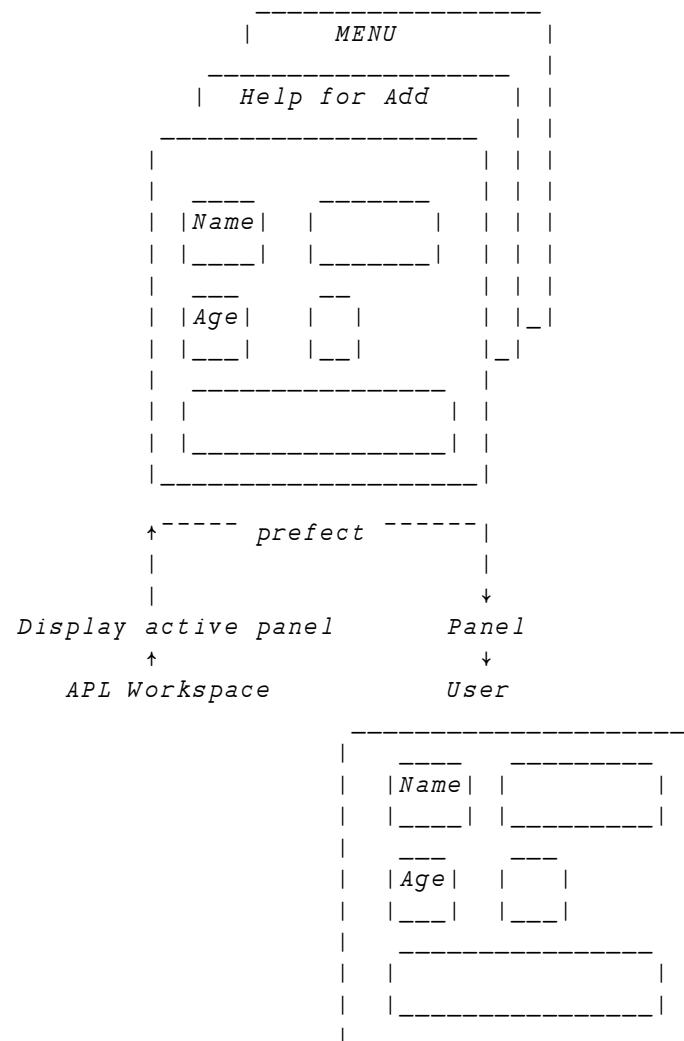 MENU
Help for Add
Name
Age
prefect
Display active panel Panel
APL Workspace User
Name
Age